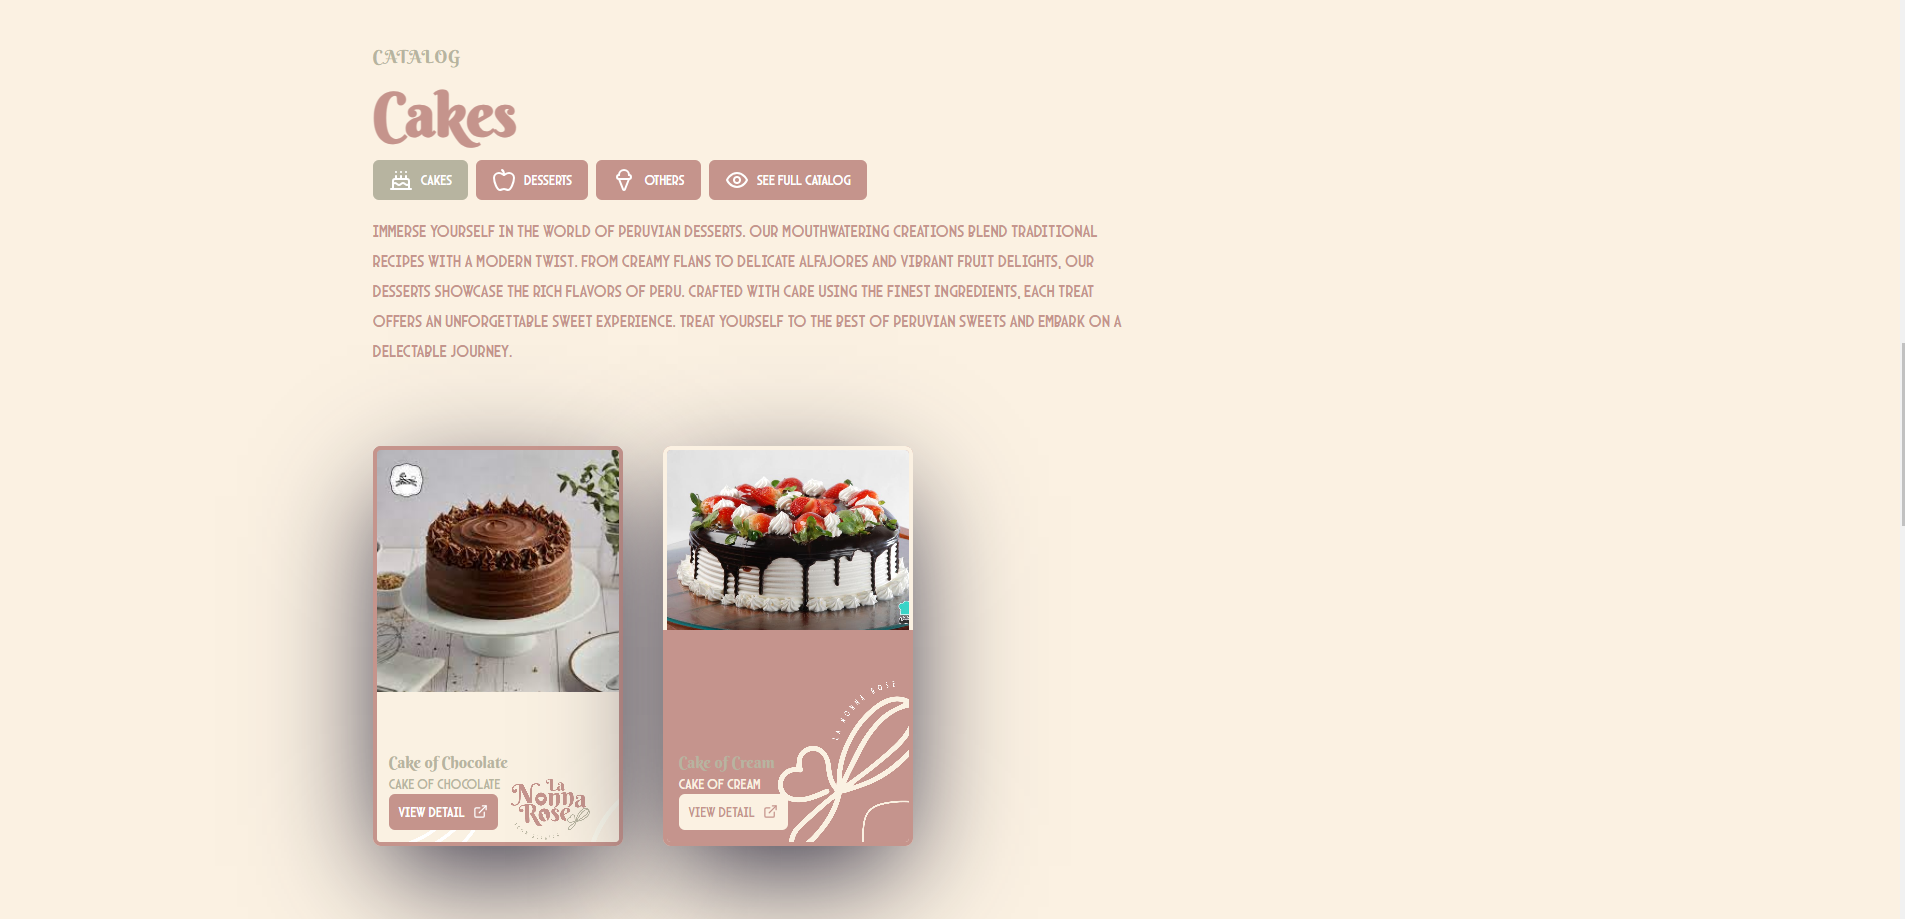 CATALOG
Cakes
CAKES
DESSERTS
OTHERS
SEE FULL CATALOG
IMMERSE YOURSELF IN THE WORLD OF PERUVIAN DESSERTS. OUR MOUTHWATERING CREATIONS BLEND TRADITIONAL
RECIPES WITH A MODERN TWIST. FROM CREAMY FLANS TO DELICATE ALFAJORES AND VIBRANT FRUIT DELIGHTS, OUR
DESSERTS SHOWCASE THE RICH FLAVORS OF PERU. CRAFTED WITH CARE USING THE FINEST INGREDIENTS, EACH TREAT
OFFERS AN UNFORGETTABLE SWEET EXPERIENCE. TREAT YOURSELF TO THE BEST OF PERUVIAN SWEETS AND EMBARK ON A
DELECTABLE JOURNEY.
Cake of Chocolate
CAKE OF CHOCOLATE
VIEW DETAIL
La
Nonna
Rose
LA NONNA ROSE
Cake of Cream
CAKE OF CREAM
VIEW DETAIL